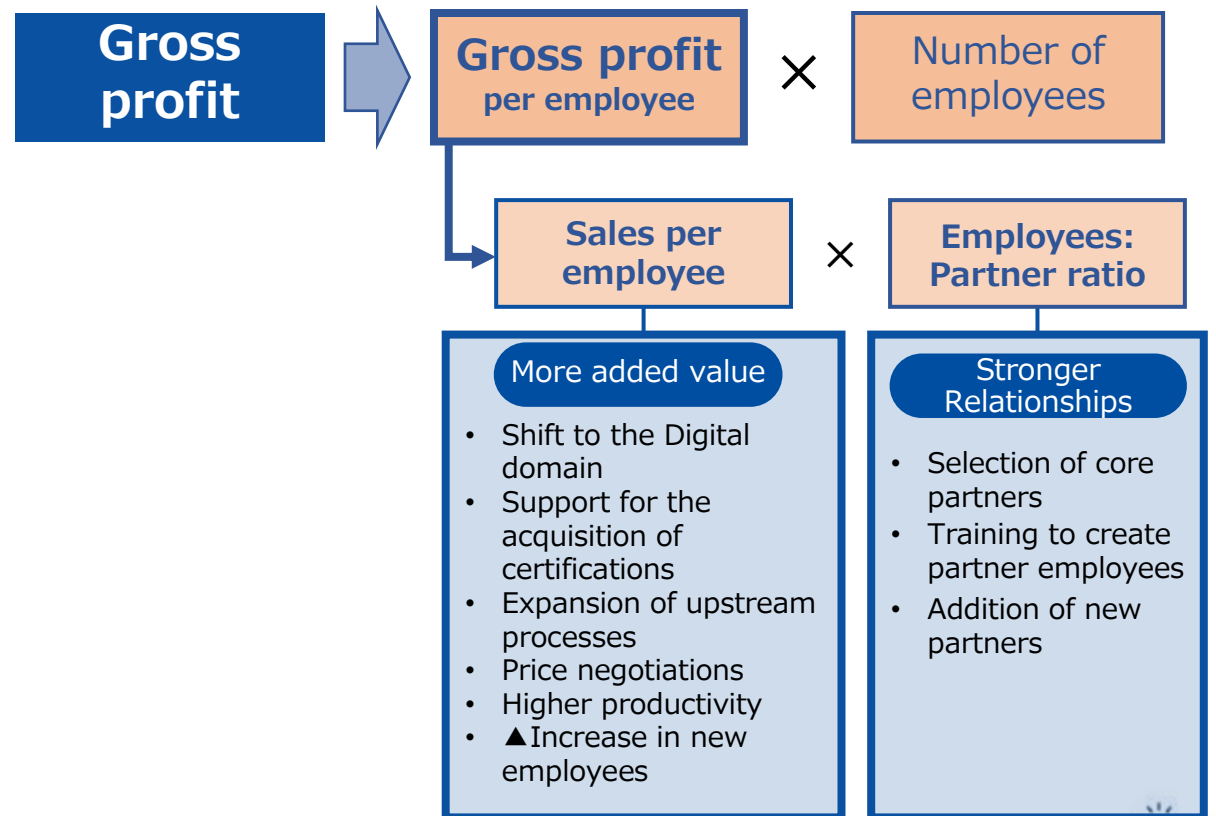 Gross
profit
Gross profit
per employee
×
Number of
employees
Sales per
employee
×
Employees:
Partner ratio
More added value
• Shift to the Digital
domain
• Support for the
acquisition of
certifications
• Expansion of upstream
processes
• Price negotiations
• Higher productivity
• ▲Increase in new
employees
Stronger
Relationships
• Selection of core
partners
• Training to create
partner employees
• Addition of new
partners